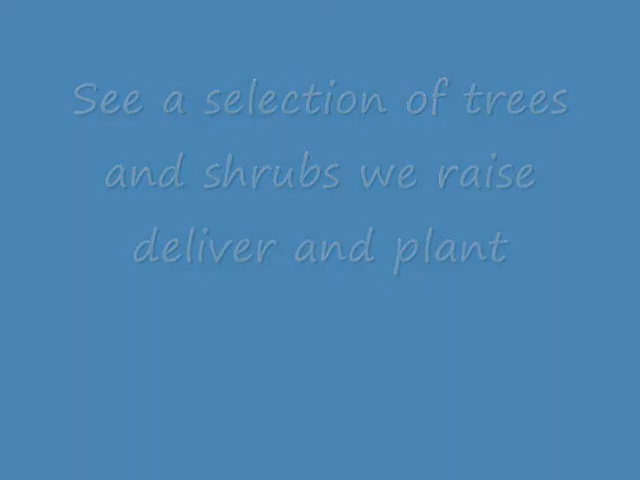 See a selection of trees
and shrubs we raise
deliver and plant